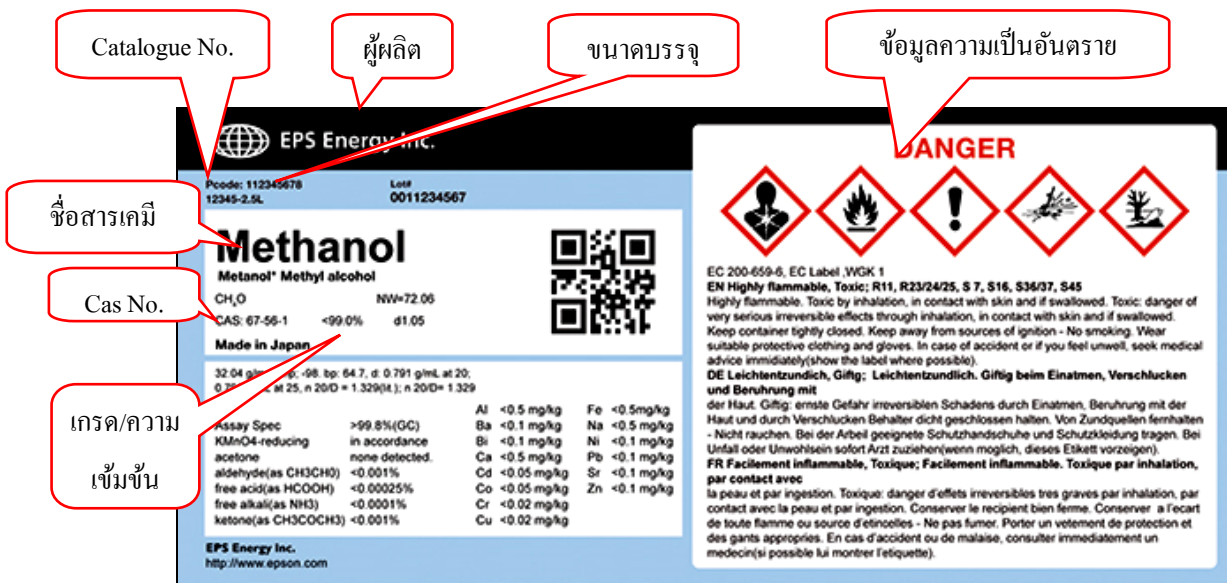 Catalogue No.
ผู้ผลิต
ขนาดบรรจุ
ข้อมูลความเป็นอันตราย
EPS Energy Inc.
DANGER
Pcode: 112345678
Lot#
12345-2.5L
0011234567
ชื่อสารเคมี
Methanol
Metanol* Methyl alcohol
CH₄O NW=72.06
Cas No.
CAS: 67-56-1 <99.0% d1.05
Made in Japan
เกรด/ความ
เข้มข้น
32.04 g/mol, mp; -98. bp: 64.7, d: 0.791 g/mL at 20;
at 25, n 20/D = 1.329(lit.); n 20/D= 1.329
Al <0.5 mg/kg Fe <0.5mg/kg
Assay Spec >99.8%(GC) Ba <0.1 mg/kg Na <0.5 mg/kg
KMnO4-reducing in accordance Bi <0.1 mg/kg Ni <0.1 mg/kg
acetone none detected. Ca <0.5 mg/kg Pb <0.1 mg/kg
aldehyde(as CH3CH0) <0.001% Cd <0.05 mg/kg Sr <0.1 mg/kg
free acid(as HCOOH) <0.00025% Co <0.05 mg/kg Zn <0.1 mg/kg
free alkali(as NH3) <0.0001% Cr <0.02 mg/kg
ketone(as CH3COCH3) <0.001% Cu <0.02 mg/kg
EPS Energy Inc.
http://www.epson.com
EC 200-659-6, EC Label ,WGK 1
EN Highly flammable, Toxic; R11, R23/24/25, S 7, S16, S36/37, S45
Highly flammable. Toxic by inhalation, in contact with skin and if swallowed. Toxic: danger of
very serious irreversible effects through inhalation, in contact with skin and if swallowed.
Keep container tightly closed. Keep away from sources of ignition - No smoking. Wear
suitable protective clothing and gloves. In case of accident or if you feel unwell, seek medical
advice immidiately(show the label where possible).
DE Leichtentzundich, Giftig; Leichtentzundlich. Giftig beim Einatmen, Verschlucken
und Beruhrung mit
der Haut. Giftig: ernste Gefahr irreversiblen Schadens durch Einatmen, Beruhrung mit der
Haut und durch Verschlucken Behalter dicht geschlossen halten. Von Zundquellen fernhalten
- Nicht rauchen. Bei der Arbeil geeignete Schutzhandschuhe und Schutzkleidung tragen. Bei
Unfall oder Unwohlsein sofort Arzt zuziehen(wenn moglich, dieses Etikett vorzeigen).
FR Facilement inflammable, Toxique; Facilement inflammable. Toxique par inhalation,
par contact avec
la peau et par ingestion. Toxique: danger d'effets irreversibles tres graves par inhalation, par
contact avec la peau et par ingestion. Conserver le recipient bien ferme. Conserver a l'ecart
de toute flamme ou source d'etincelles - Ne pas fumer. Porter un vetement de protection et
des gants appropries. En cas d'accident ou de malaise, consulter immediatement un
medecin(si possible lui montrer l'etiquette).